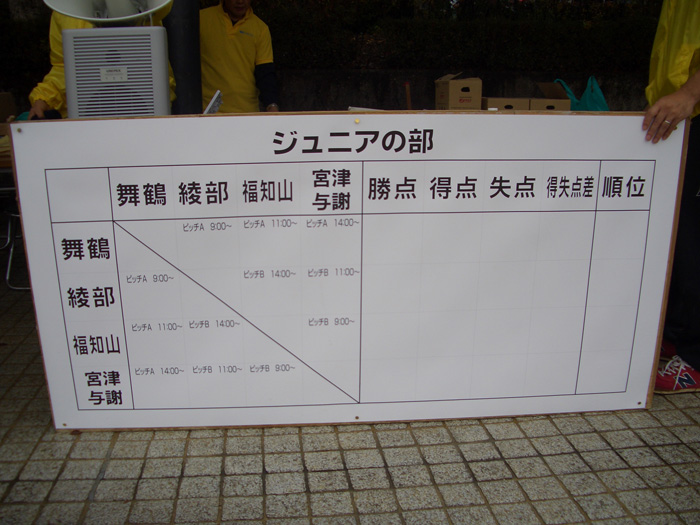 ジュニアの部
舞鶴 綾部 福知山 宮津与謝 勝点 得点 失点 得失点差 順位
舞鶴 ピッチA 9:00～ ピッチA 11:00～ ピッチA 14:00～
綾部 ピッチA 9:00～ ピッチB 14:00～ ピッチB 11:00～
福知山 ピッチA 11:00～ ピッチB 14:00～ ピッチB 9:00～
宮津与謝 ピッチA 14:00～ ピッチB 11:00～ ピッチB 9:00～